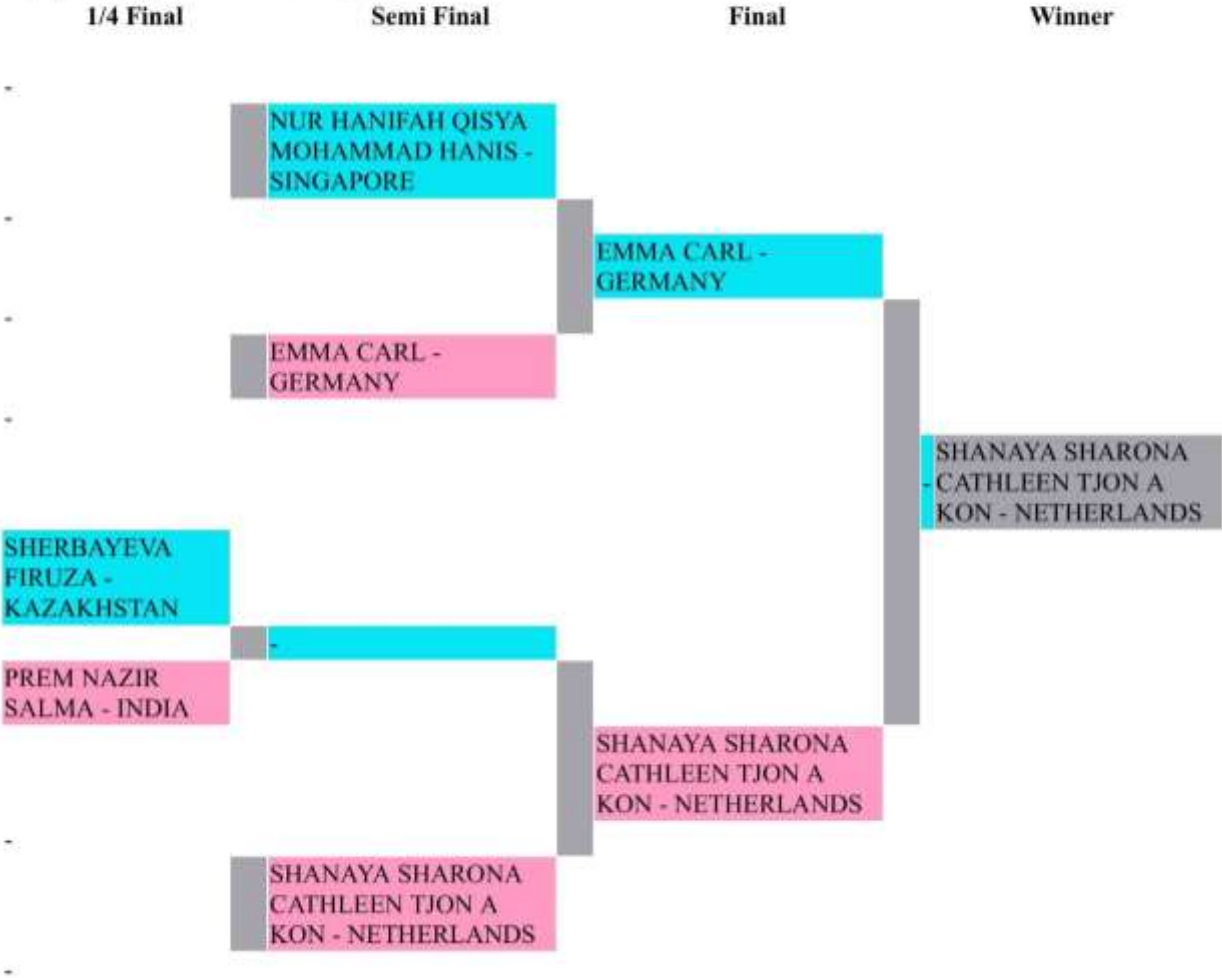 1/4 Final
Semi Final
Final
Winner
-
NUR HANIFAH QISYA
MOHAMMAD HANIS -
SINGAPORE
-
EMMA CARL -
GERMANY
-
EMMA CARL -
GERMANY
-
- SHANAYA SHARONA
CATHLEEN TJON A
KON - NETHERLANDS
SHERBAYEVA
FIRUZA -
KAZAKHSTAN
-
PREM NAZIR
SALMA - INDIA
SHANAYA SHARONA
CATHLEEN TJON A
KON - NETHERLANDS
-
SHANAYA SHARONA
CATHLEEN TJON A
KON - NETHERLANDS
-